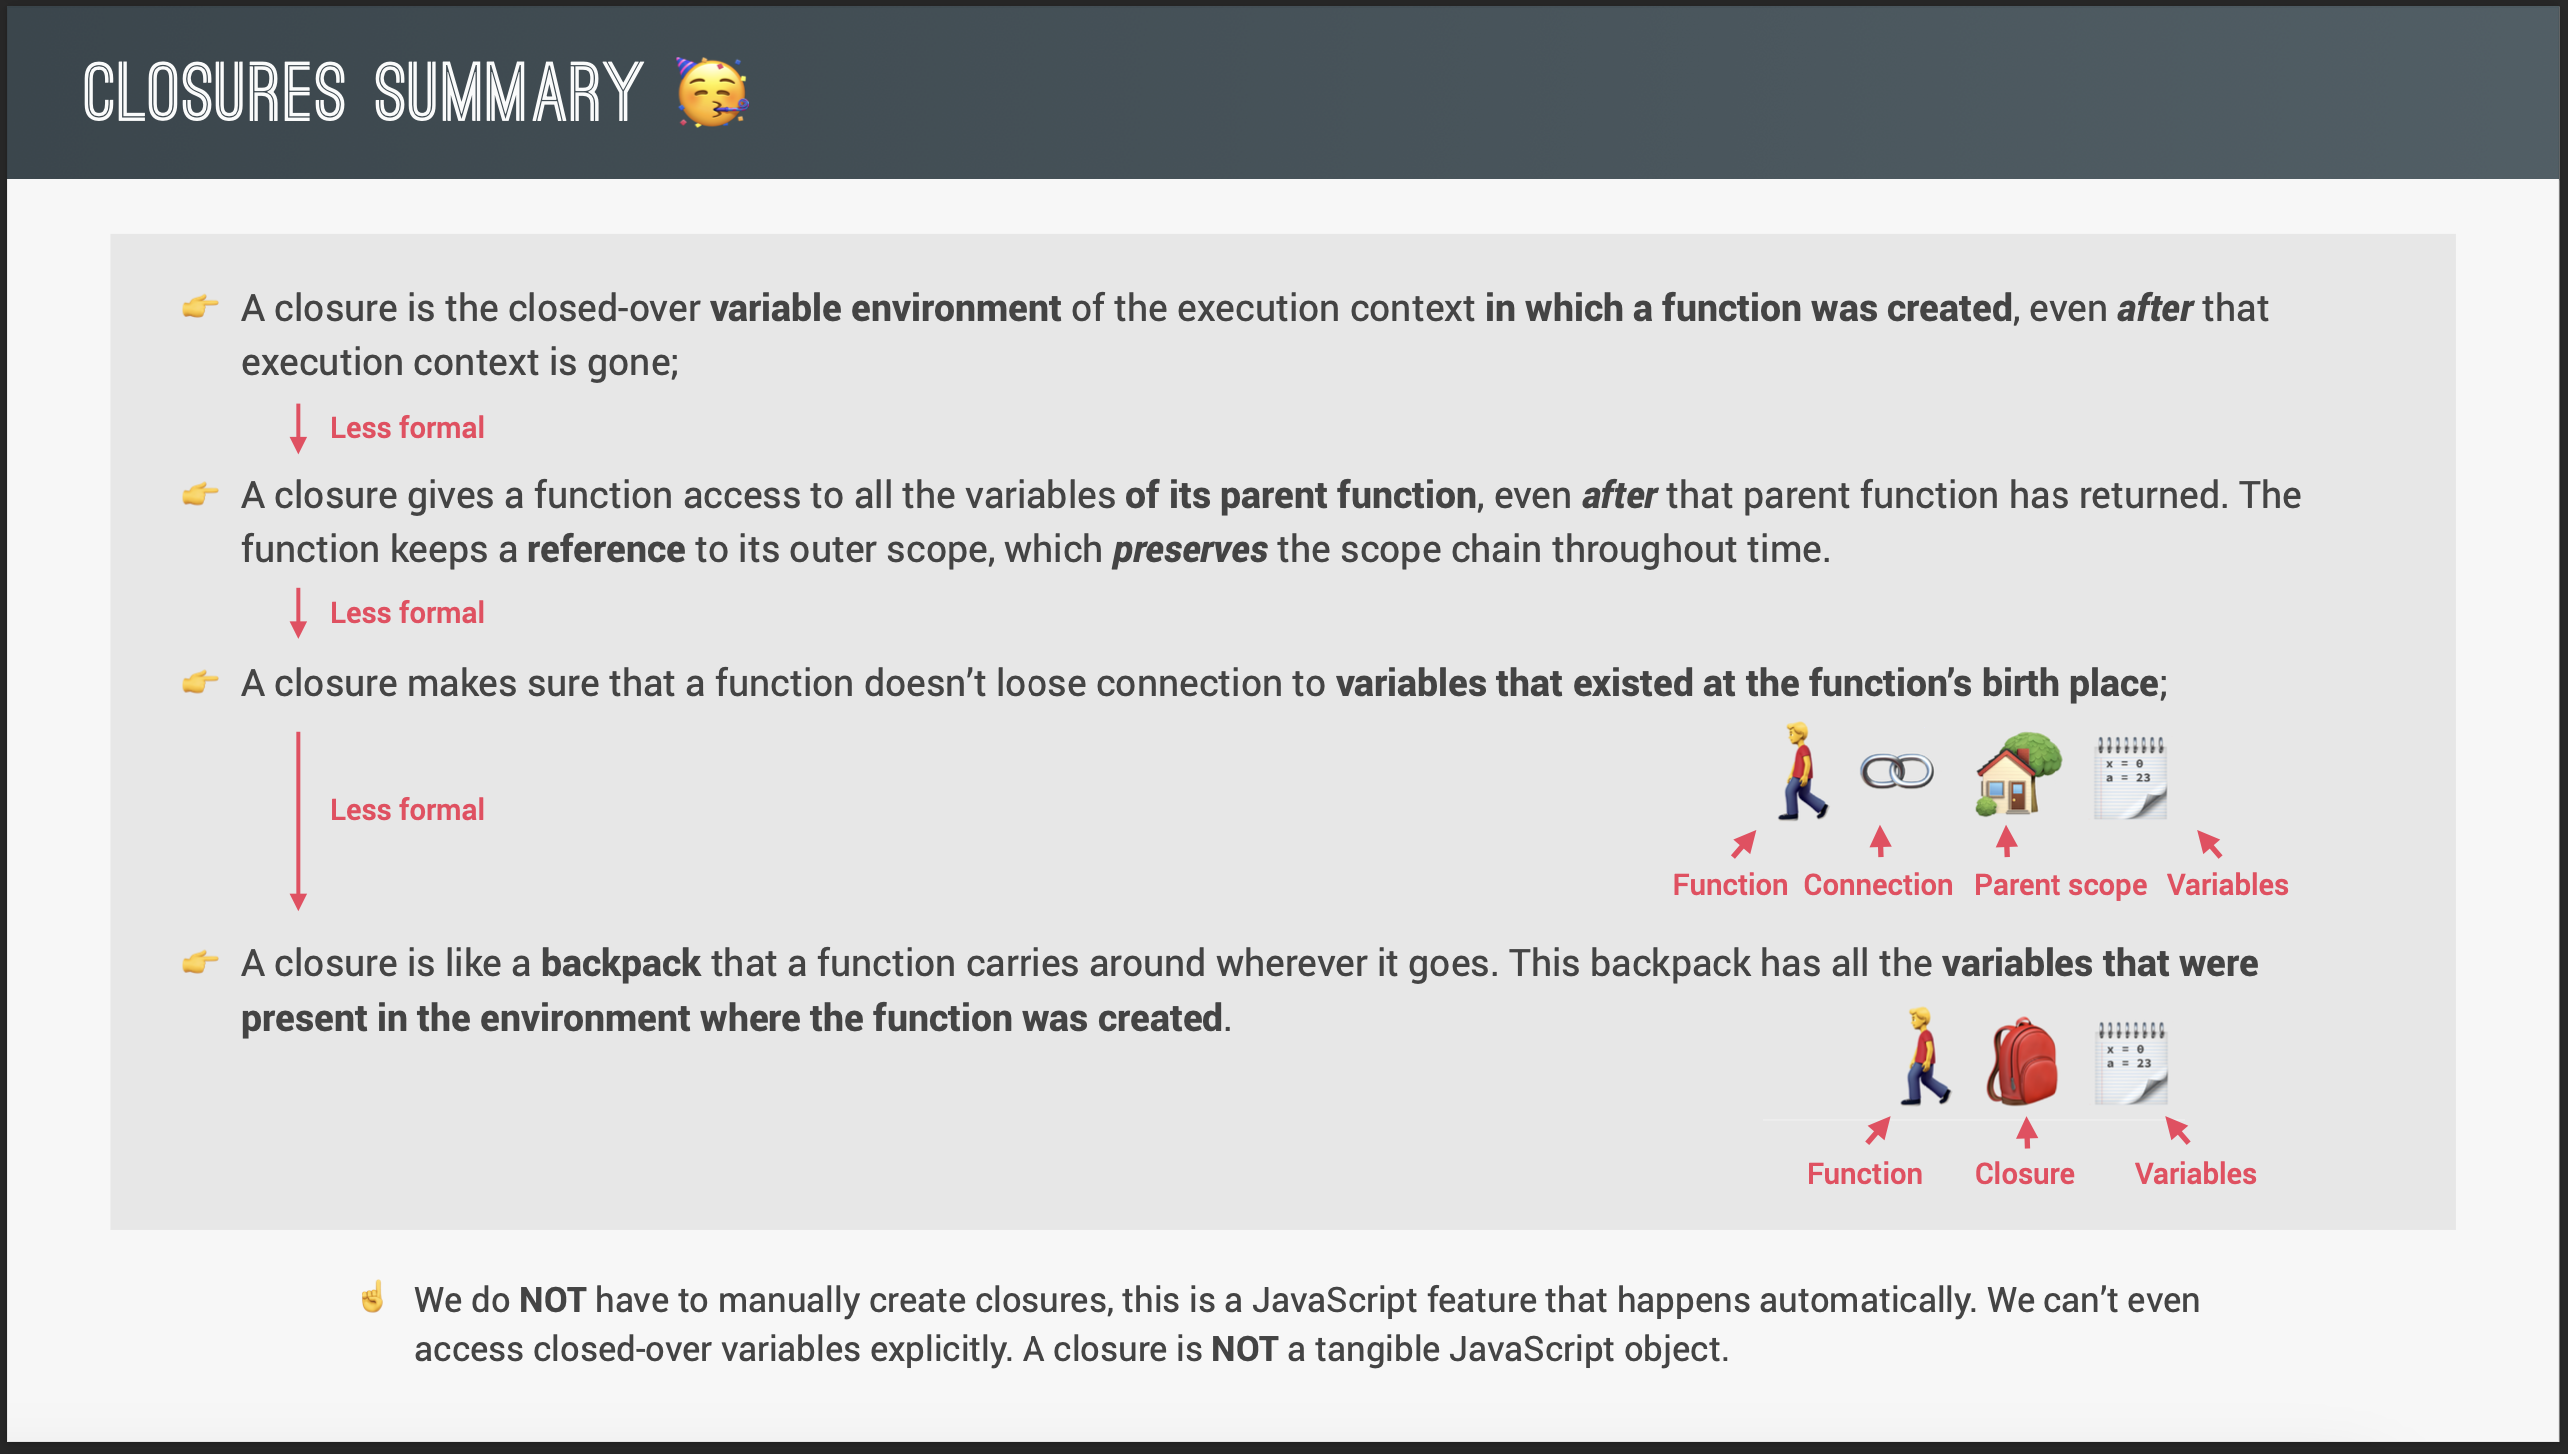 CLOSURES SUMMARY 🥳
👉 A closure is the closed-over variable environment of the execution context in which a function was created, even after that
execution context is gone;
Less formal
👉 A closure gives a function access to all the variables of its parent function, even after that parent function has returned. The
function keeps a reference to its outer scope, which preserves the scope chain throughout time.
Less formal
👉 A closure makes sure that a function doesn’t loose connection to variables that existed at the function’s birth place;
x = 0
a = 23
Less formal
Function Connection Parent scope Variables
👉 A closure is like a backpack that a function carries around wherever it goes. This backpack has all the variables that were
present in the environment where the function was created.
x = 0
a = 23
Function Closure Variables
☝️ We do NOT have to manually create closures, this is a JavaScript feature that happens automatically. We can’t even
access closed-over variables explicitly. A closure is NOT a tangible JavaScript object.